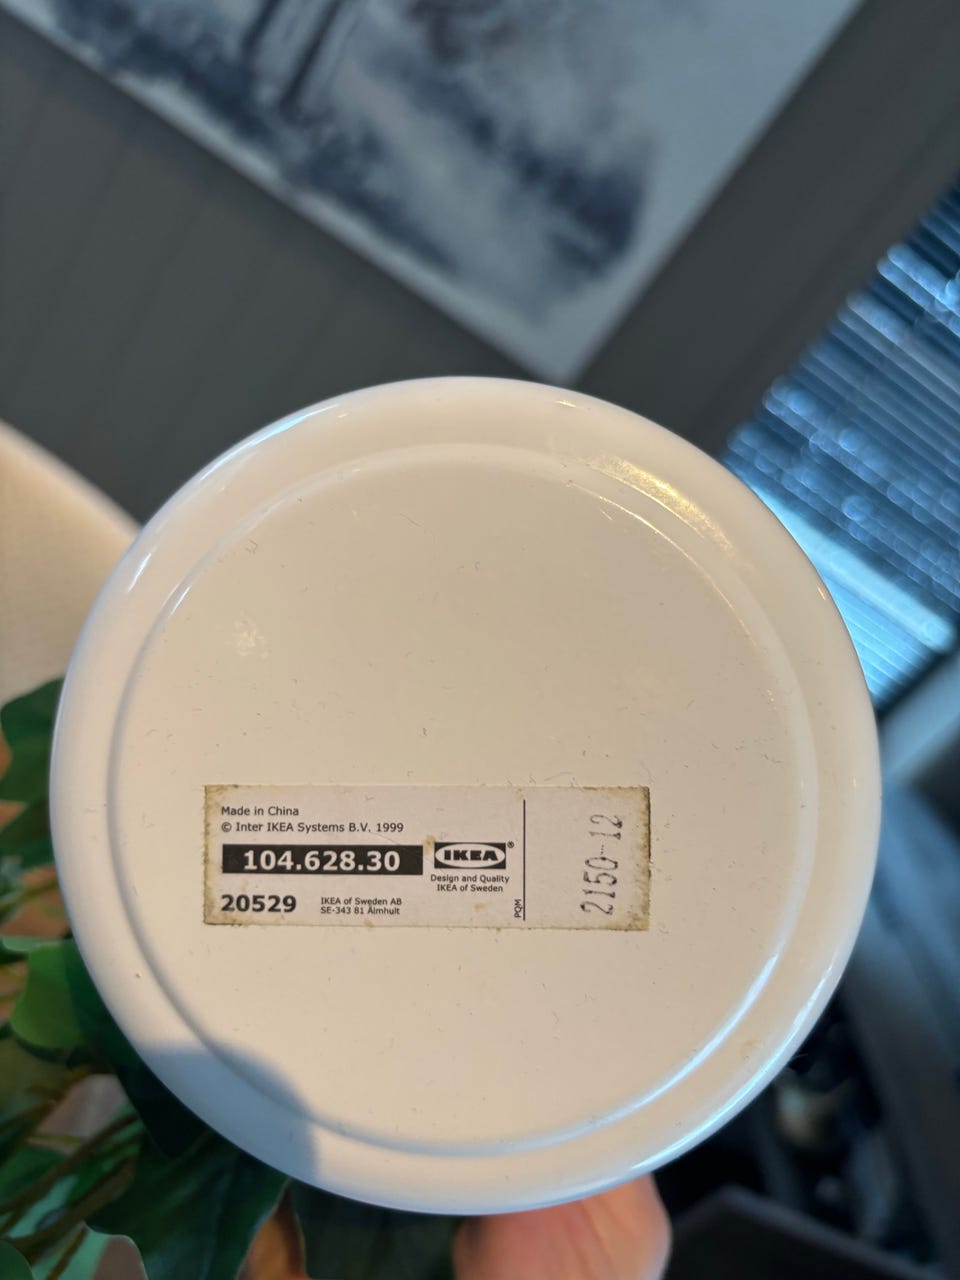 Made in China
© Inter IKEA Systems B.V. 1999
104.628.30
IKEA®
Design and Quality
IKEA of Sweden
20529
IKEA of Sweden AB
SE-343 81 Älmhult
PQM
2150-12